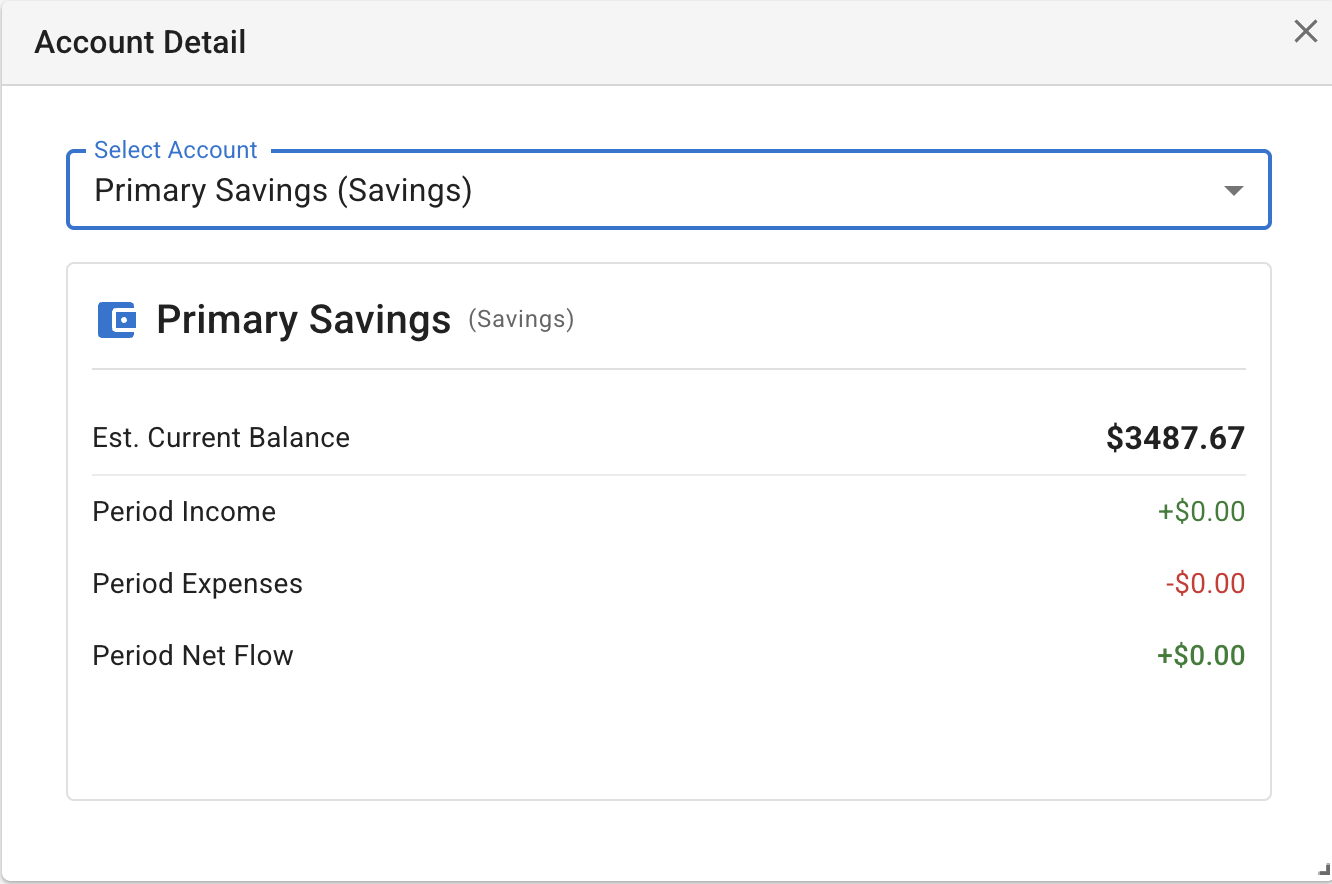 Account Detail
Select Account
Primary Savings (Savings)
Primary Savings (Savings)
Est. Current Balance $3487.67
Period Income +$0.00
Period Expenses -$0.00
Period Net Flow +$0.00